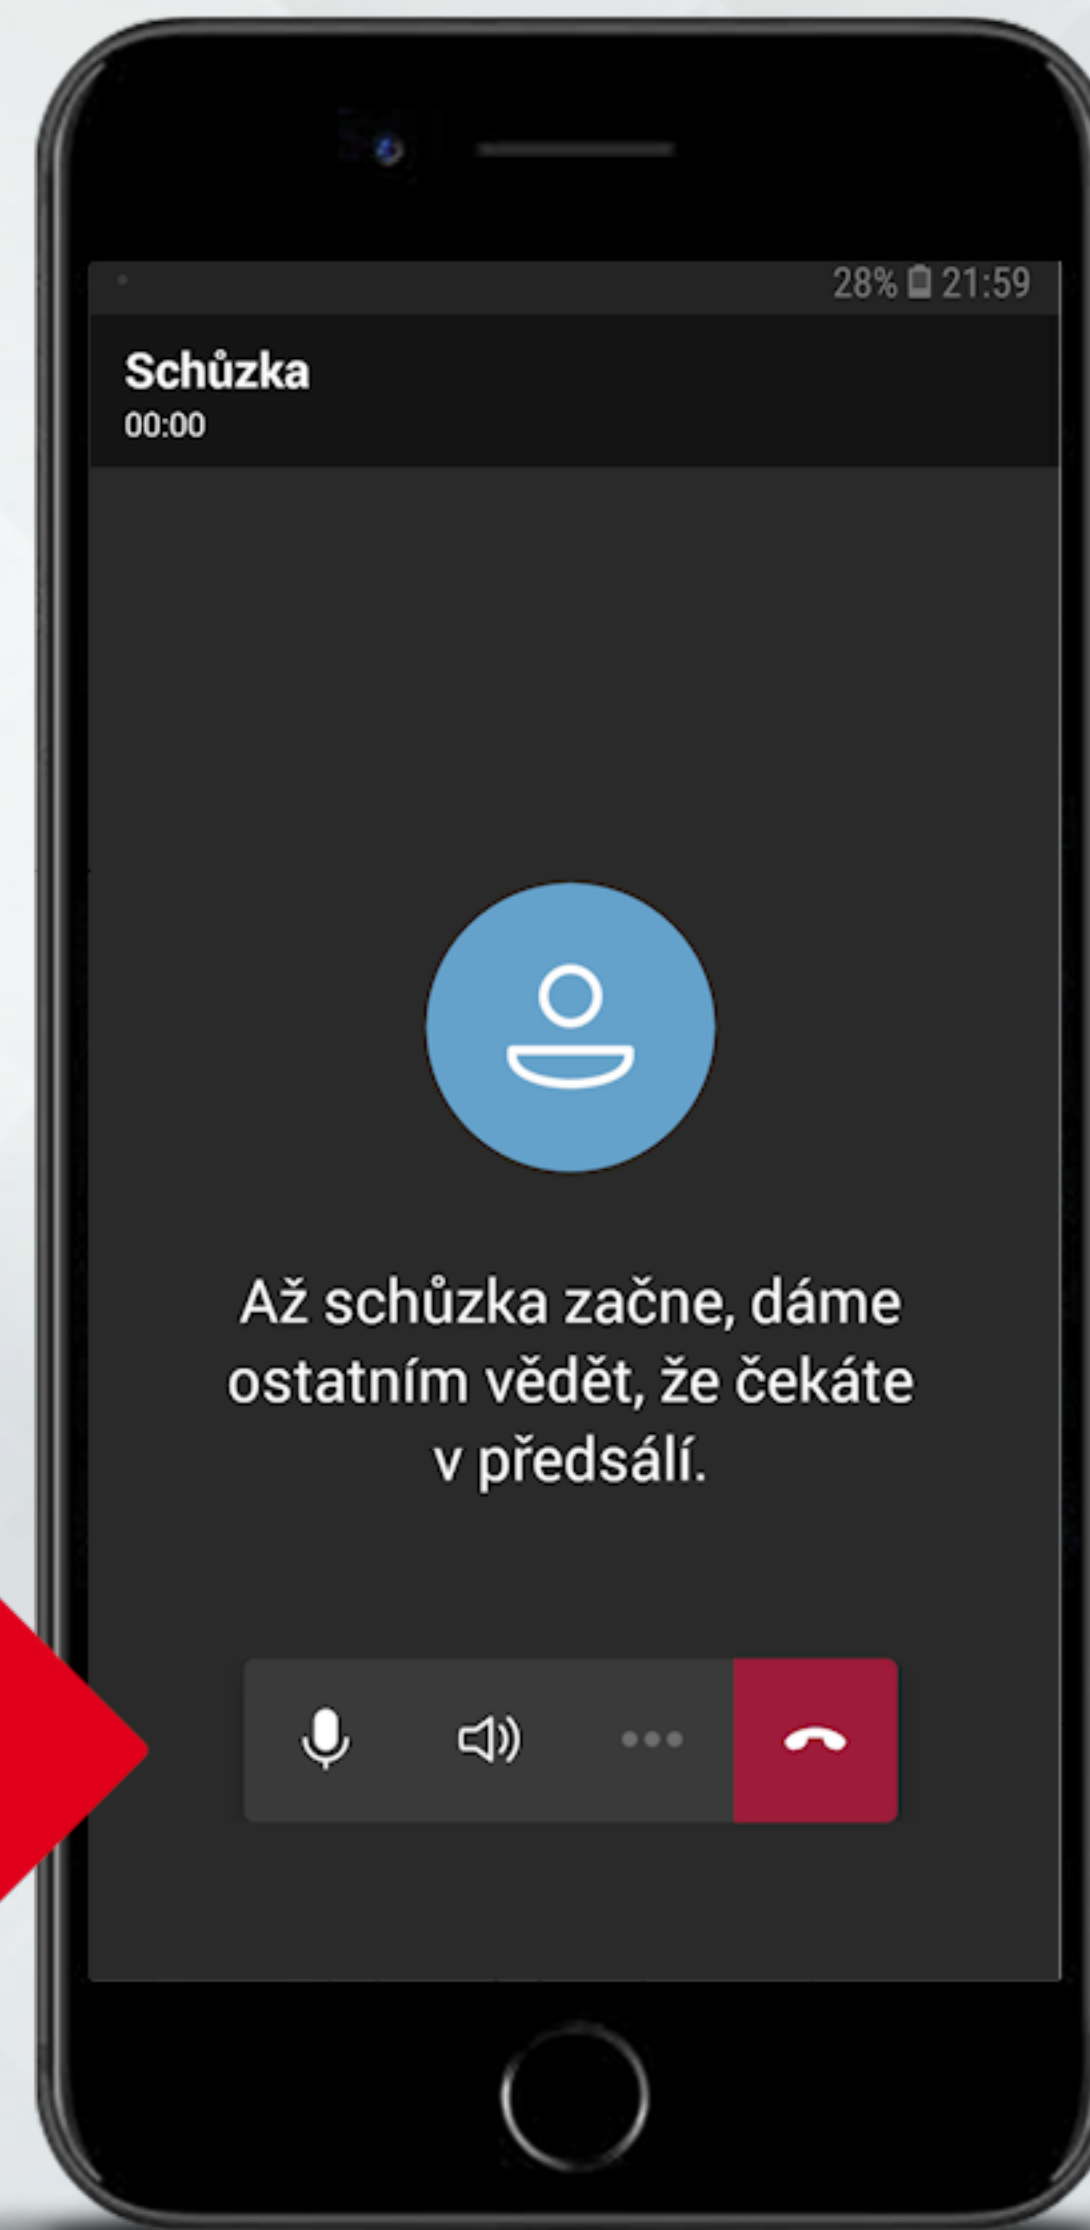 28% 21:59
Schůzka
00:00
Až schůzka začne, dáme
ostatním vědět, že čekáte
v předsálí.